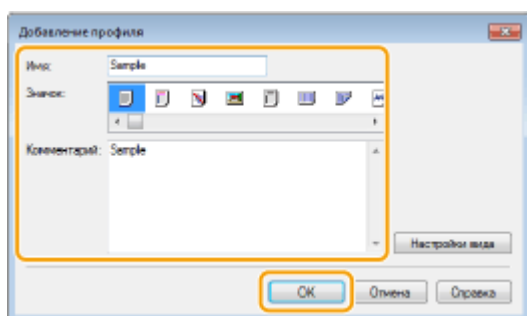 Добавление профиля
Имя: Sample
Значок:
Комментарий: Sample
Настройки вида
OK Отмена Справка